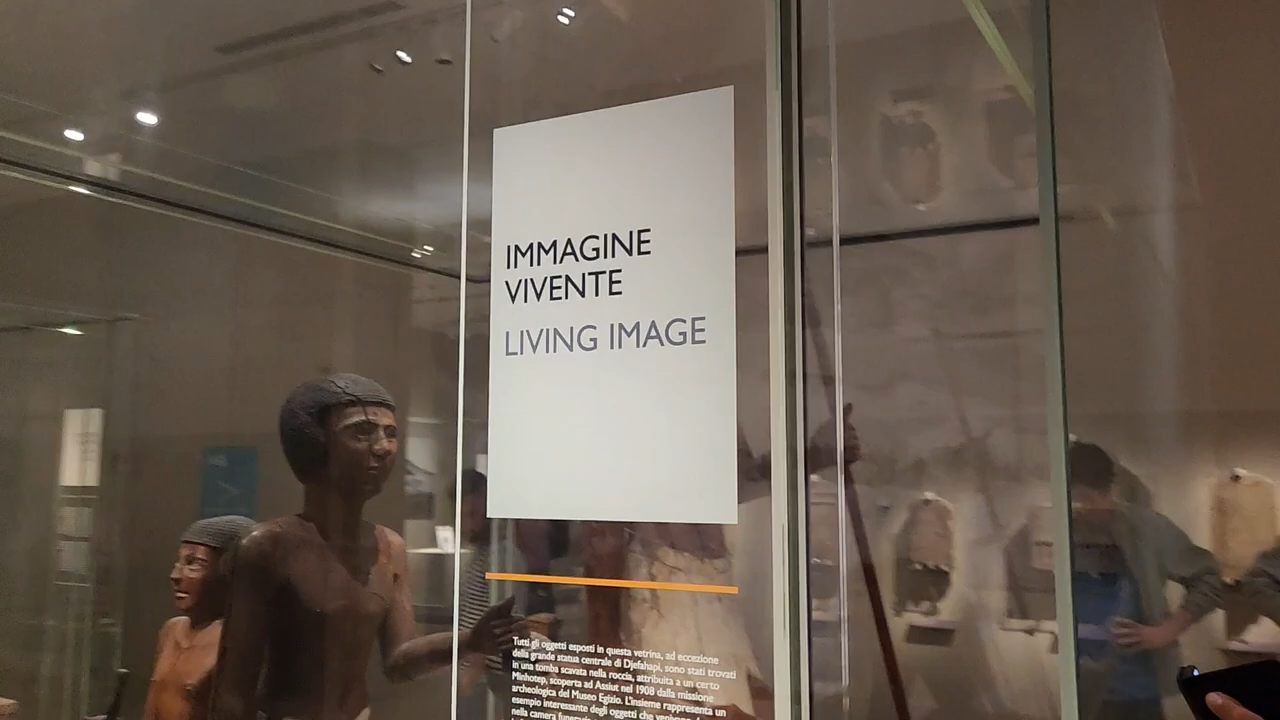 IMMAGINE
VIVENTE
LIVING IMAGE
Tutti gli oggetti esposti in questa vetrina, ad eccezione
della grande statua centrale di Djefahapi, sono stati trovati
in una tomba scavata nella roccia, attribuita a un certo
Minhotep, scoperta ad Assiut nel 1908 dalla missione
archeologica del Museo Egizio. L'insieme rappresenta un
esempio interessante degli oggetti che
nella camera